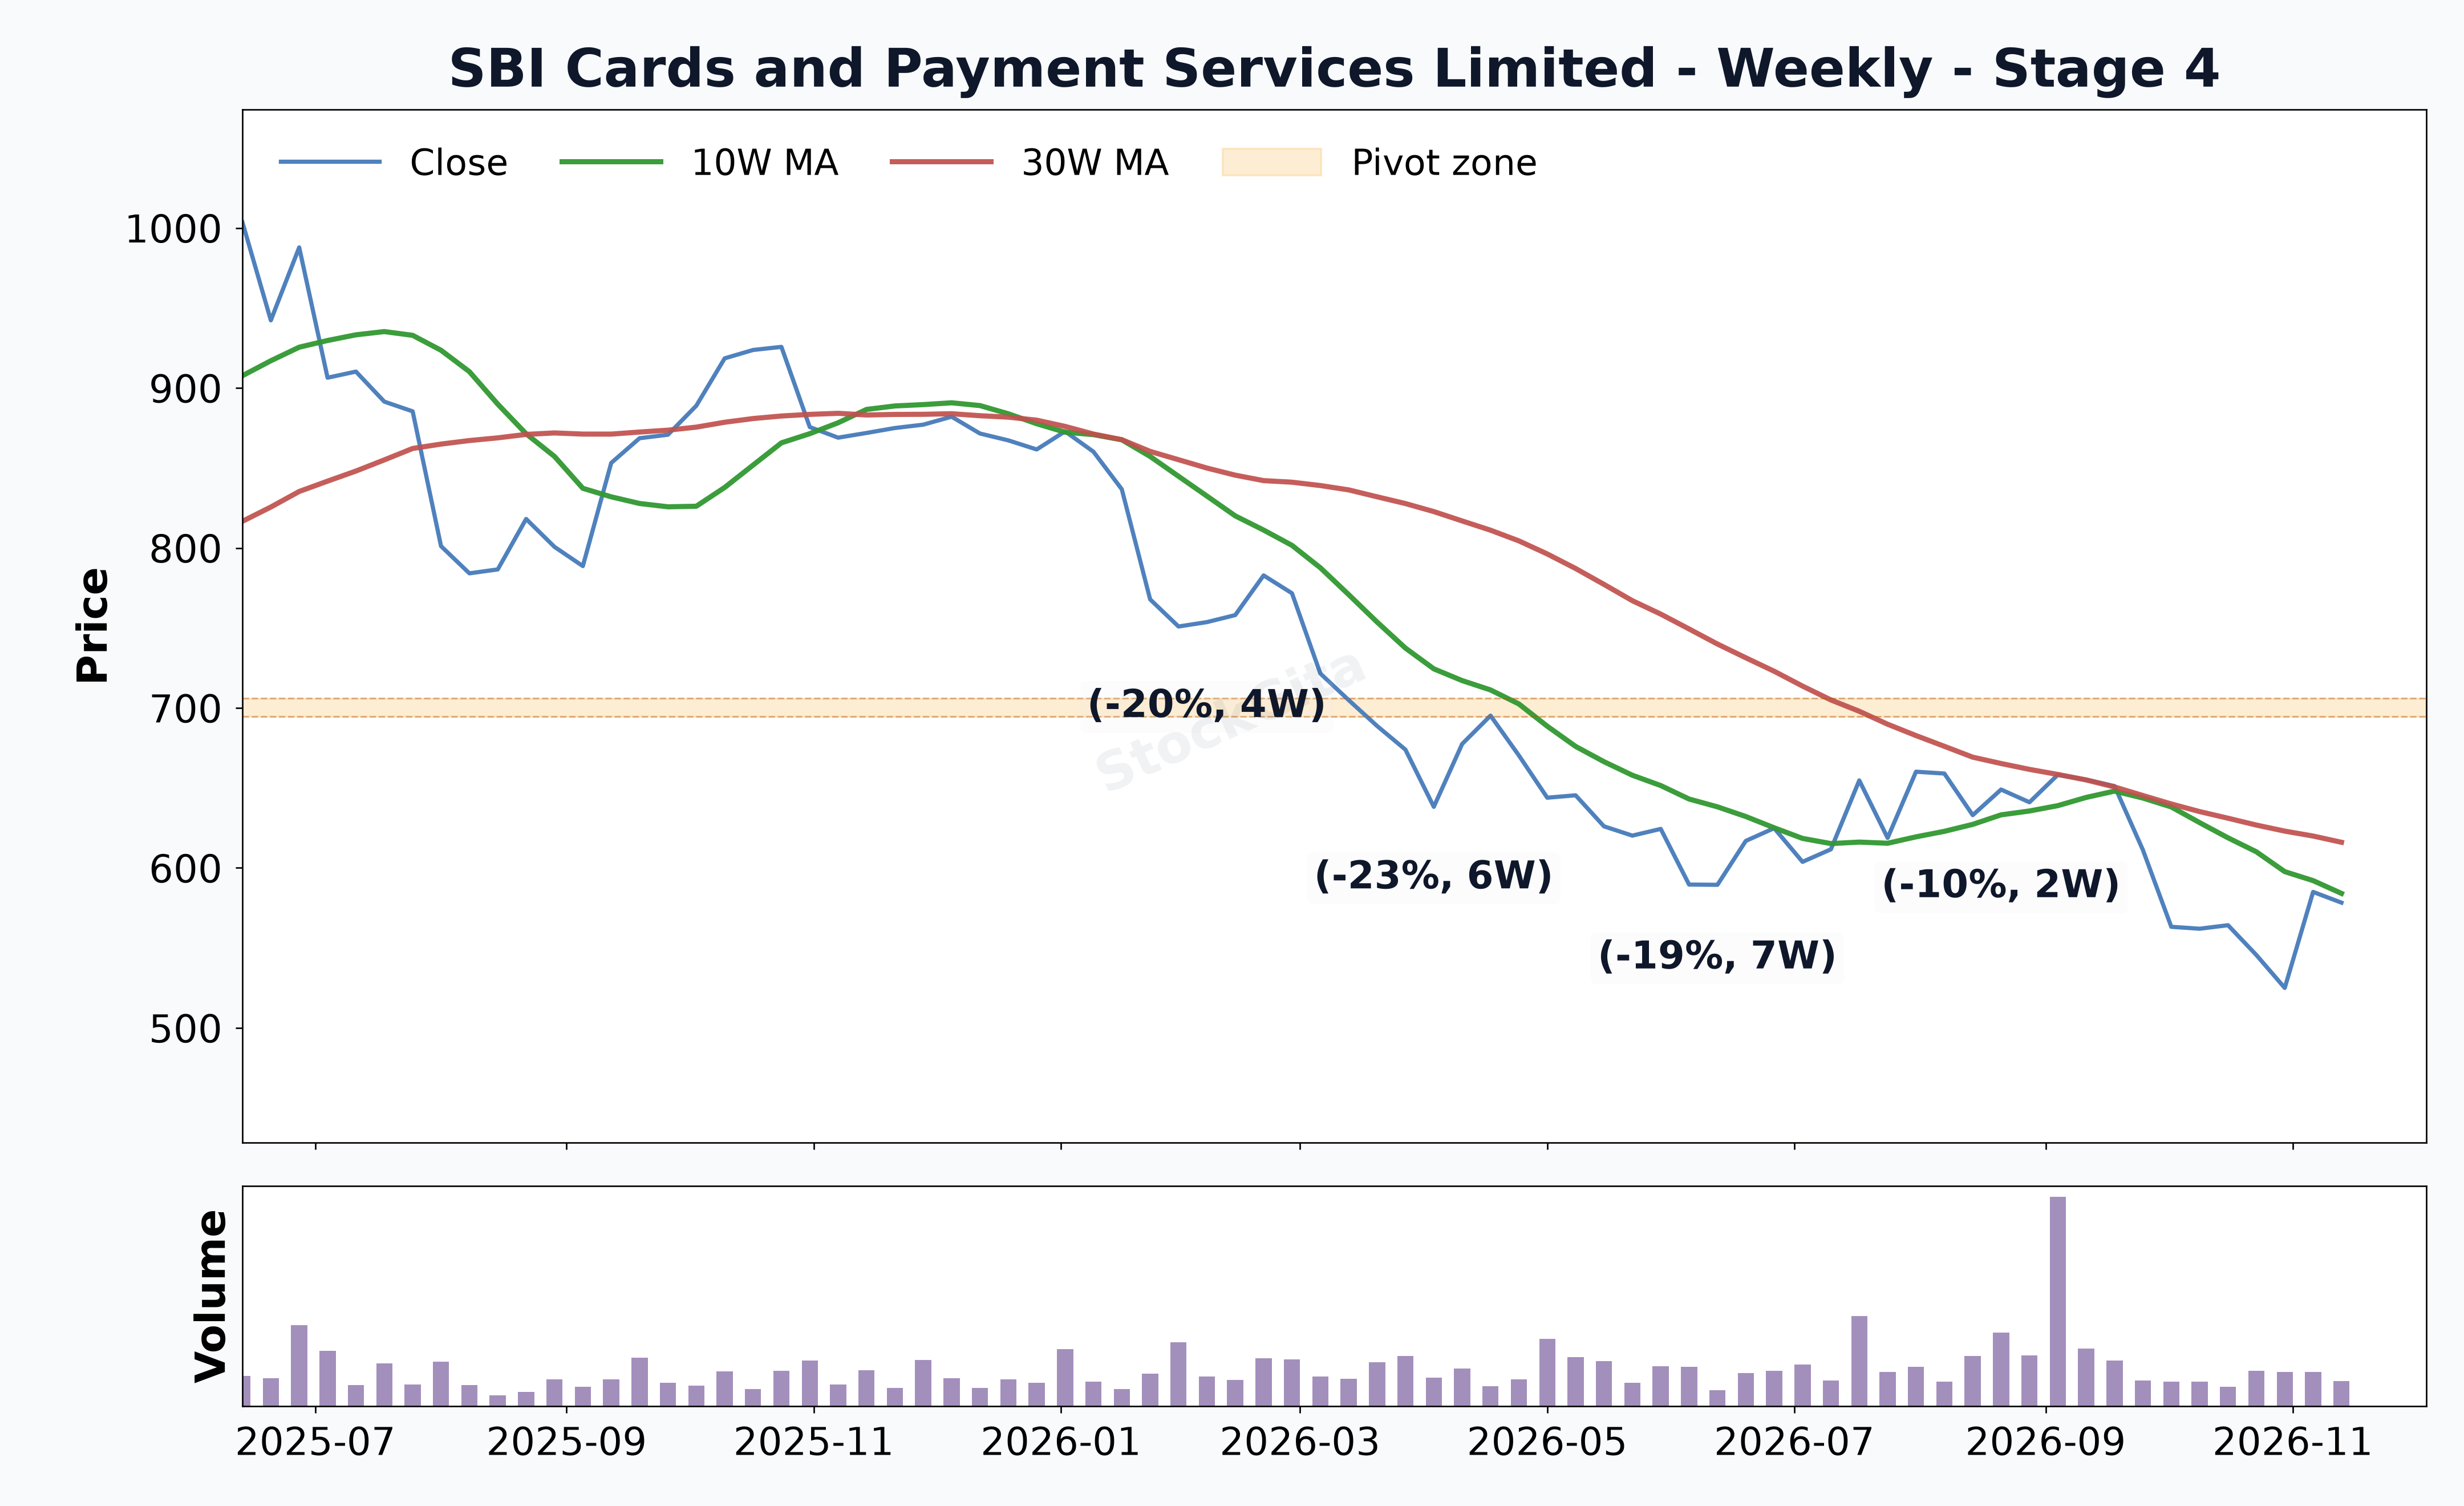 SBI Cards and Payment Services Limited - Weekly - Stage 4
Close 10W MA 30W MA Pivot zone
Price
1000
900
800
700
600
500
(-20%, 4W)
(-23%, 6W)
(-19%, 7W)
(-10%, 2W)
Volume
2025-07 2025-09 2025-11 2026-01 2026-03 2026-05 2026-07 2026-09 2026-11